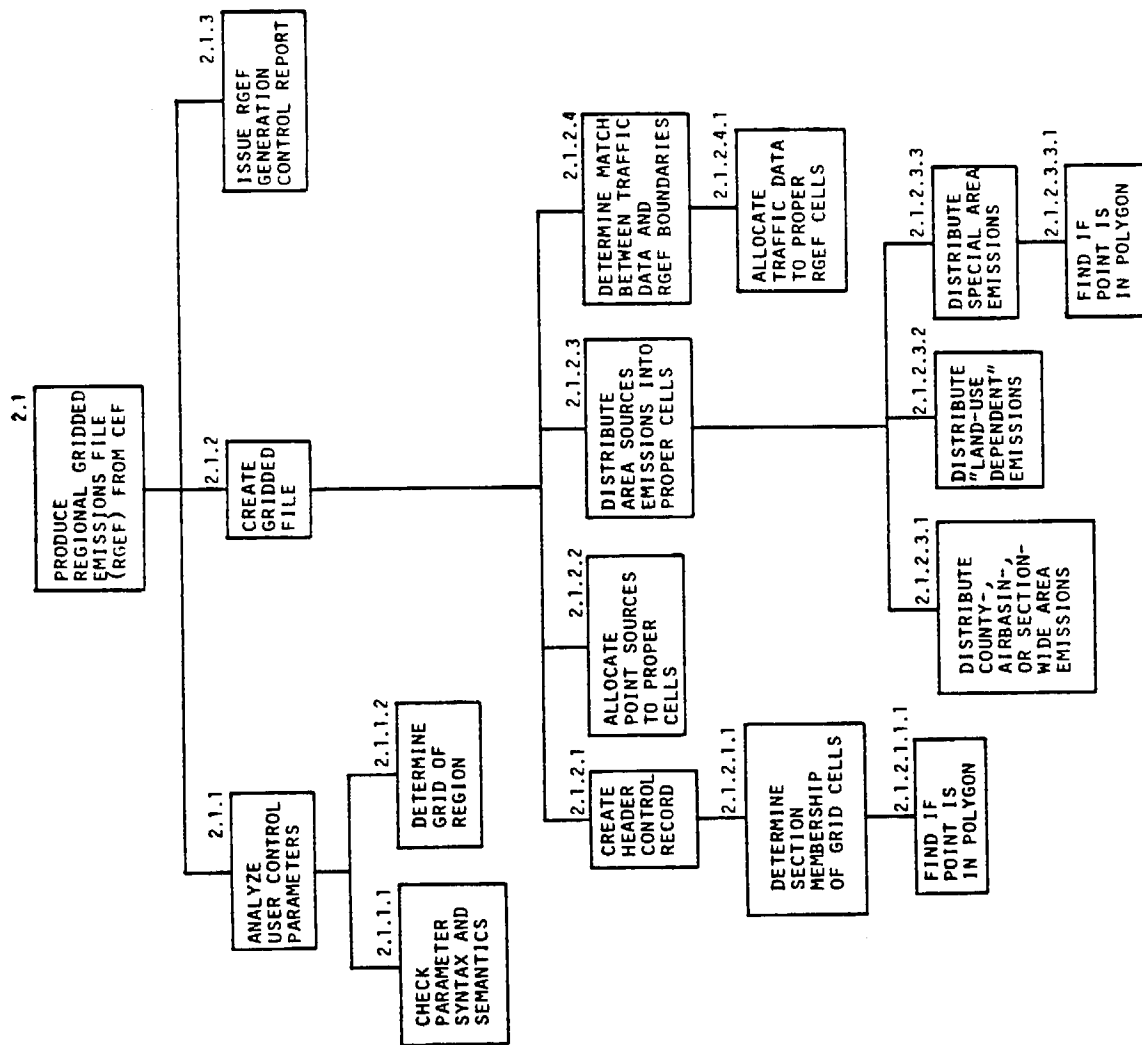 2.1
PRODUCE
REGIONAL GRIDDED
EMISSIONS FILE
(RGEF) FROM CEF
2.1.1
ANALYZE
USER CONTROL
PARAMETERS
2.1.2
CREATE
GRIDDED
FILE
2.1.3
ISSUE RGEF
GENERATION
CONTROL REPORT
2.1.1.1
CHECK
PARAMETER
SYNTAX AND
SEMANTICS
2.1.1.2
DETERMINE
GRID OF
REGION
2.1.2.1
CREATE
HEADER
CONTROL
RECORD
2.1.2.2
ALLOCATE
POINT SOURCES
TO PROPER
CELLS
2.1.2.3
DISTRIBUTE
AREA SOURCES
EMISSIONS INTO
PROPER CELLS
2.1.2.4
DETERMINE MATCH
BETWEEN TRAFFIC
DATA AND
RGEF BOUNDARIES
2.1.2.1.1
DETERMINE
SECTION
MEMBERSHIP
OF GRID CELLS
2.1.2.4.1
ALLOCATE
TRAFFIC DATA
TO PROPER
RGEF CELLS
2.1.2.1.1.1
FIND IF
POINT IS
IN POLYGON
2.1.2.3.1
DISTRIBUTE
COUNTY-,
AIRBASIN-,
OR SECTION-
WIDE AREA
EMISSIONS
2.1.2.3.2
DISTRIBUTE
"LAND-USE
DEPENDENT"
EMISSIONS
2.1.2.3.3
DISTRIBUTE
SPECIAL AREA
EMISSIONS
2.1.2.3.3.1
FIND IF
POINT IS
IN POLYGON